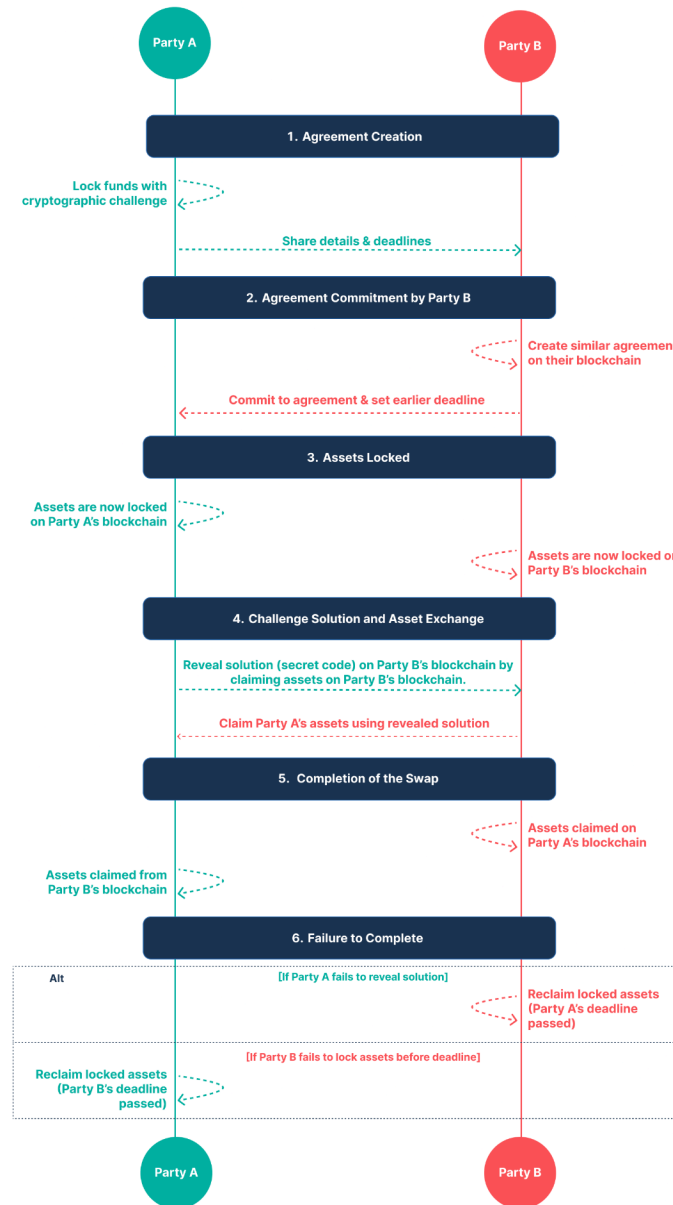 Party A
Party B
1. Agreement Creation
Lock funds with
cryptographic challenge
Share details & deadlines
2. Agreement Commitment by Party B
Create similar agreemen
on their blockchain
Commit to agreement & set earlier deadline
3. Assets Locked
Assets are now locked
on Party A's blockchain
Assets are now locked o
Party B's blockchain
4. Challenge Solution and Asset Exchange
Reveal solution (secret code) on Party B's blockchain by
claiming assets on Party B's blockchain.
Claim Party A's assets using revealed solution
5. Completion of the Swap
Assets claimed on
Party A's blockchain
Assets claimed from
Party B's blockchain
6. Failure to Complete
Alt
[If Party A fails to reveal solution]
Reclaim locked assets
(Party A's deadline
passed)
[If Party B fails to lock assets before deadline]
Reclaim locked assets
(Party B's deadline
passed)
Party A
Party B